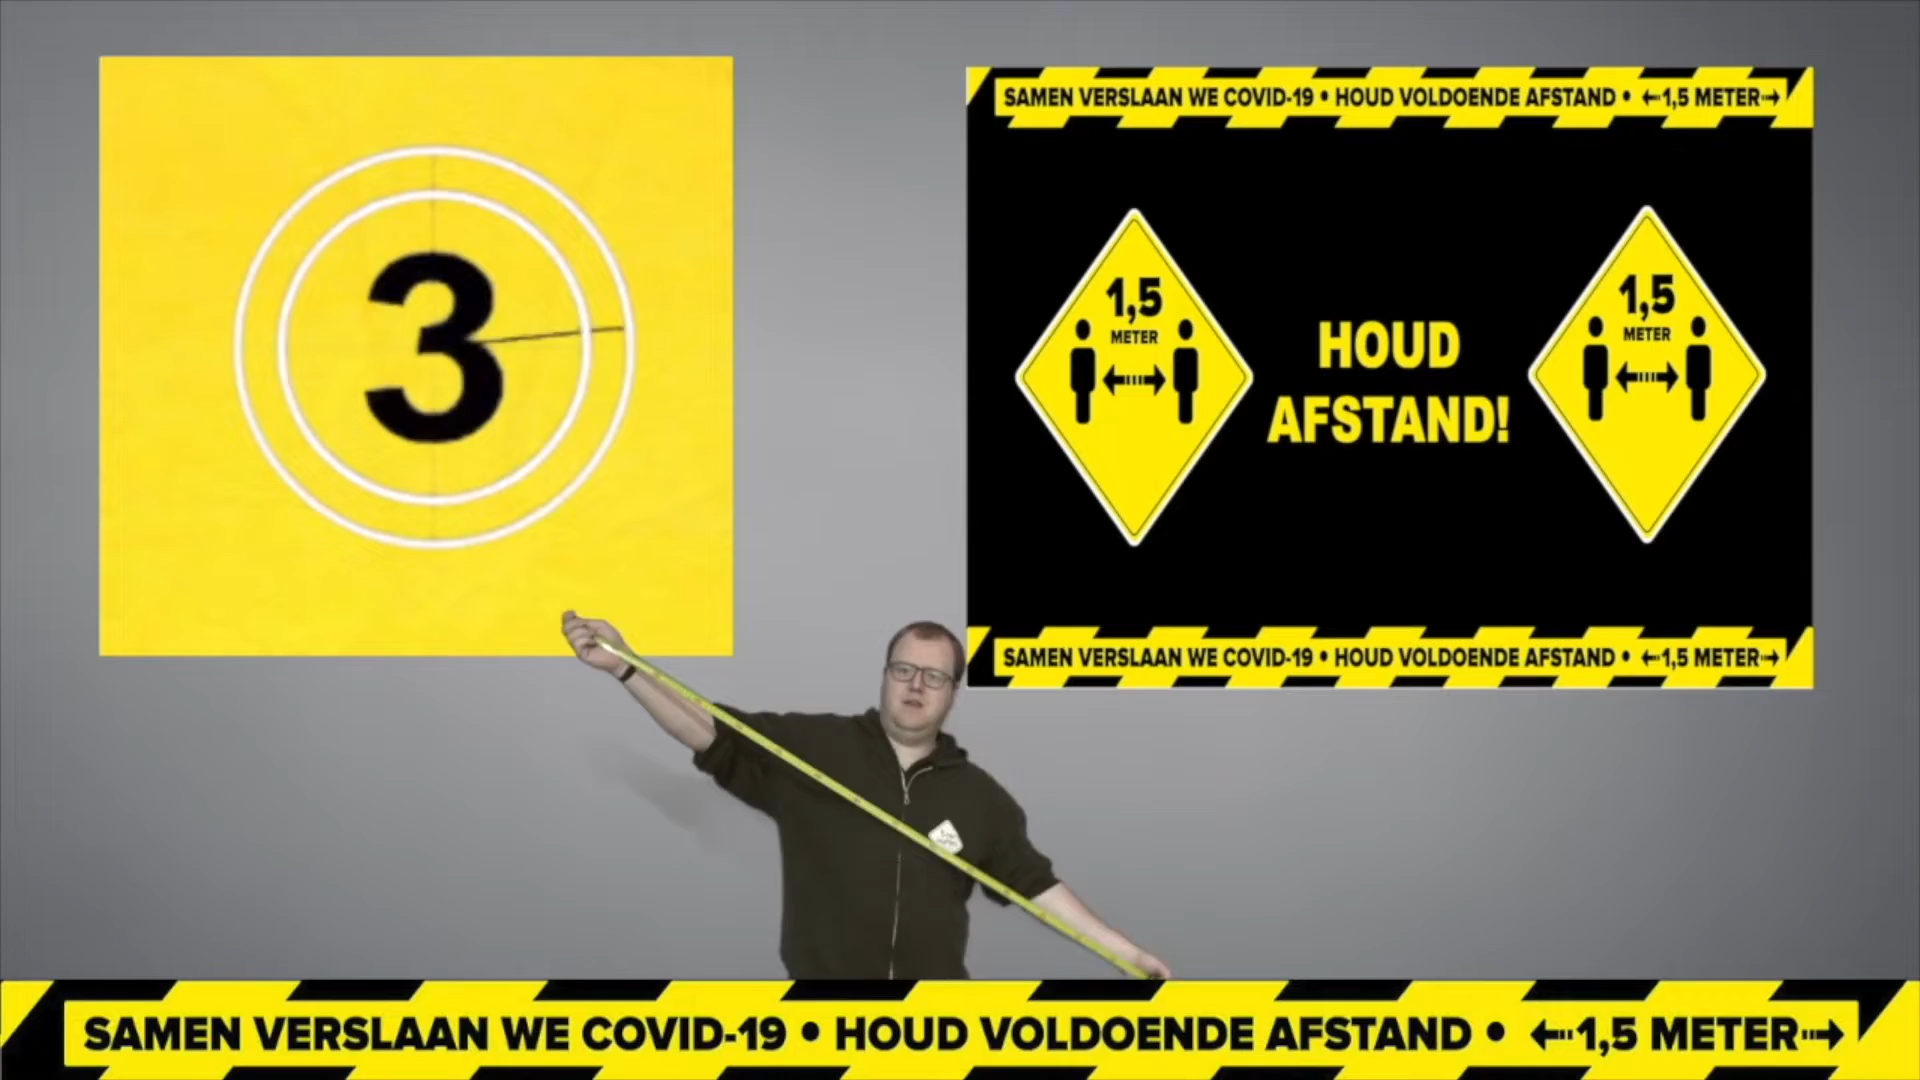 3
SAMEN VERSLAAN WE COVID-19 • HOUD VOLDOENDE AFSTAND • 1,5 METER
1,5
METER
HOUD
AFSTAND!
1,5
METER
SAMEN VERSLAAN WE COVID-19 • HOUD VOLDOENDE AFSTAND • 1,5 METER
SAMEN VERSLAAN WE COVID-19 • HOUD VOLDOENDE AFSTAND • 1,5 METER